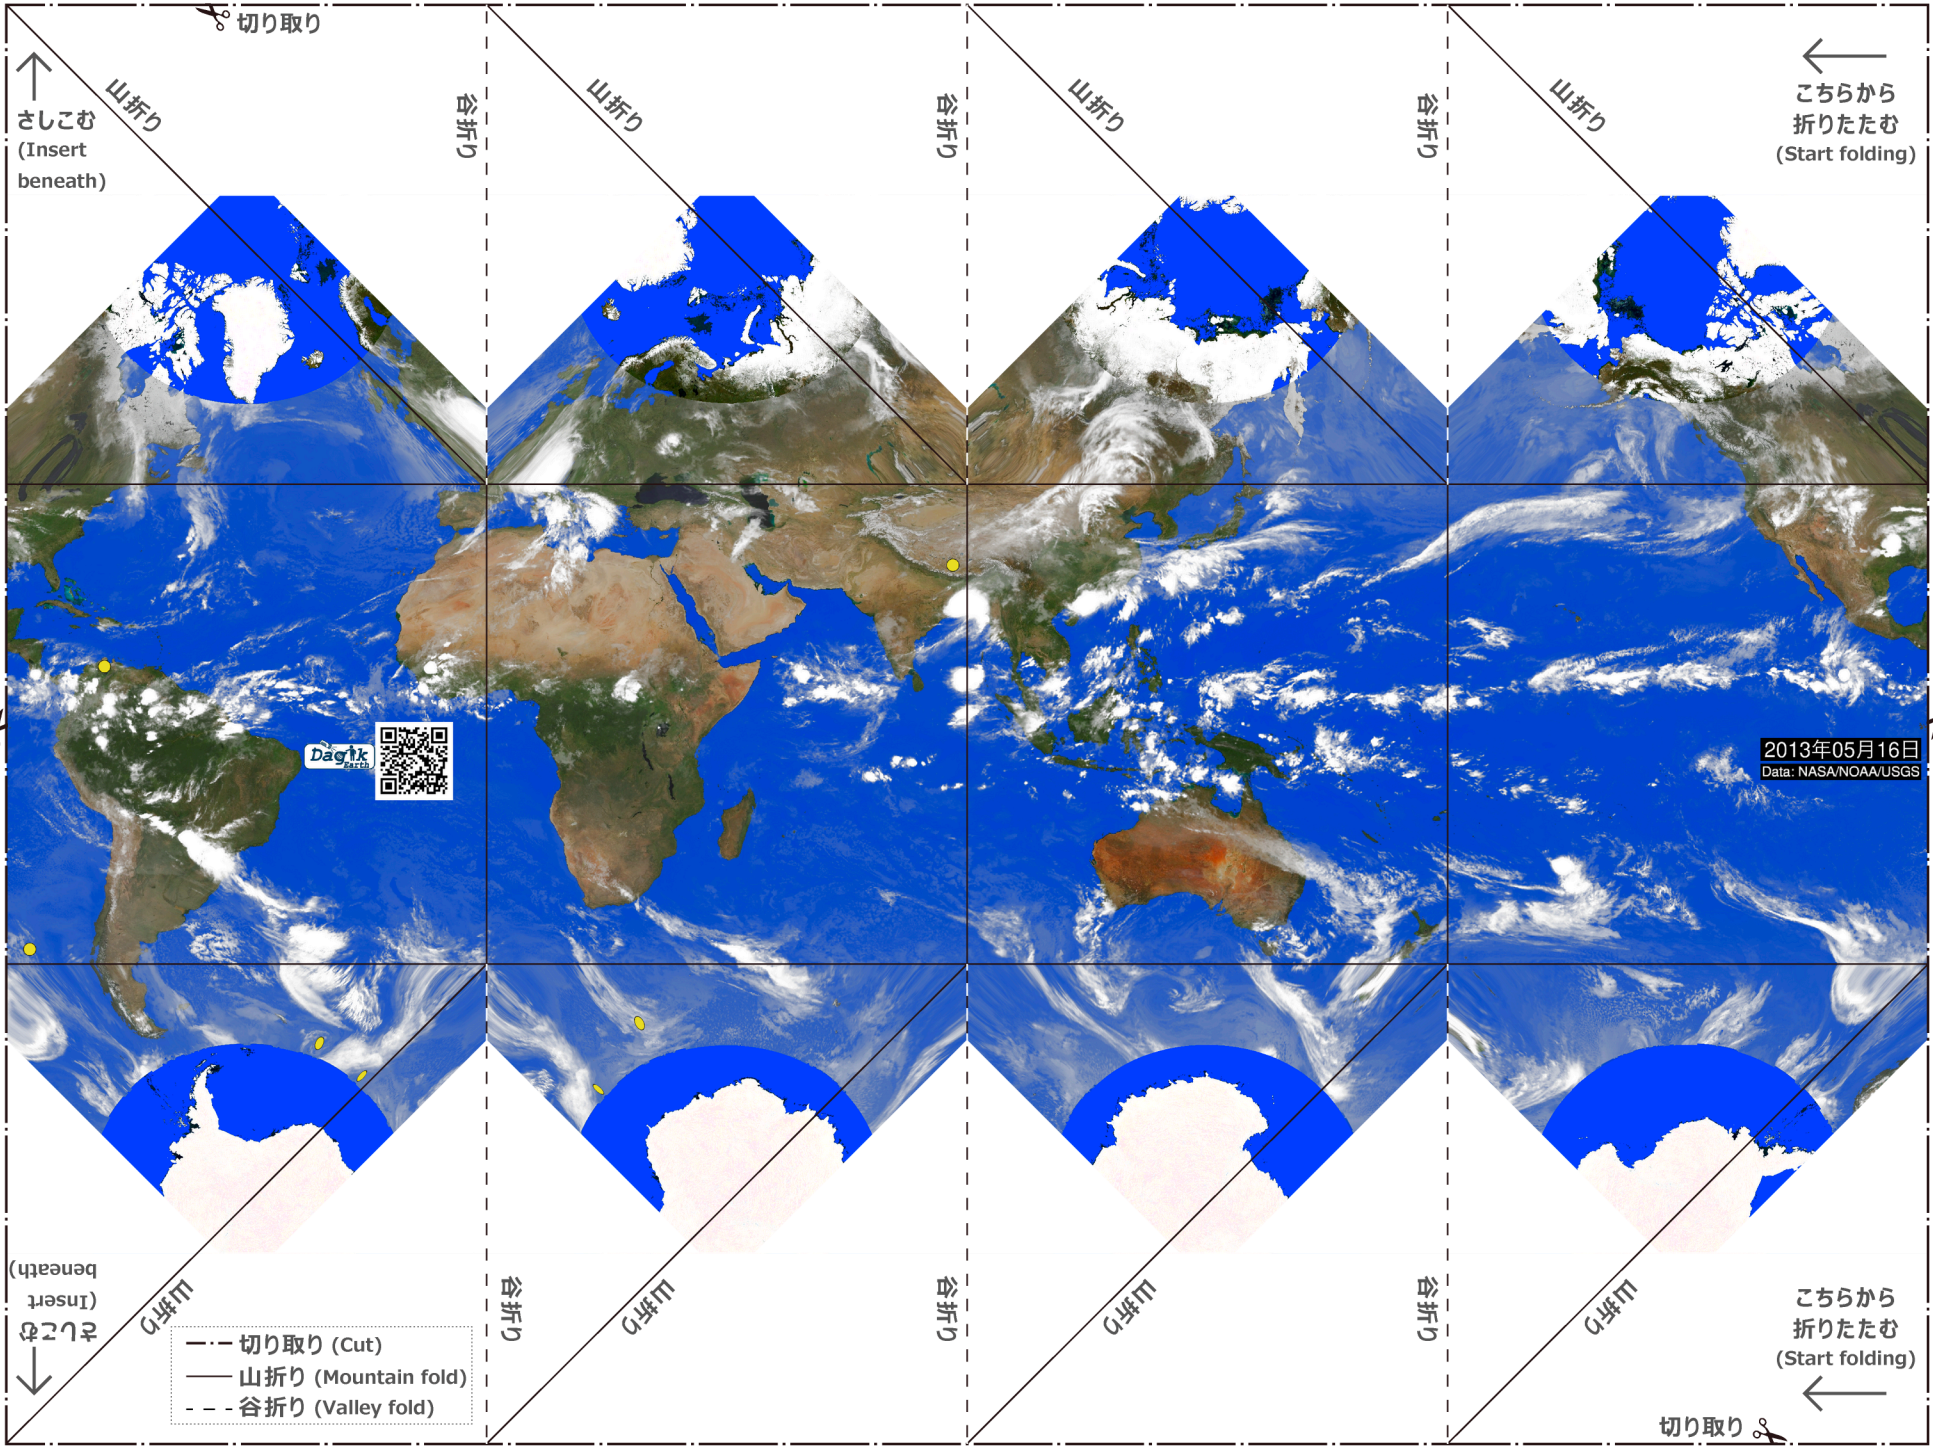 切り取り
山折り
谷折り
山折り
谷折り
山折り
谷折り
山折り
さしこむ
(Insert
beneath)
こちらから
折りたたむ
(Start folding)
Dagik
Earth
2013年05月16日
Data: NASA/NOAA/USGS
さしこむ
(Insert
beneath)
山折り
谷折り
山折り
谷折り
山折り
谷折り
山折り
切り取り (Cut)
山折り (Mountain fold)
谷折り (Valley fold)
こちらから
折りたたむ
(Start folding)
切り取り